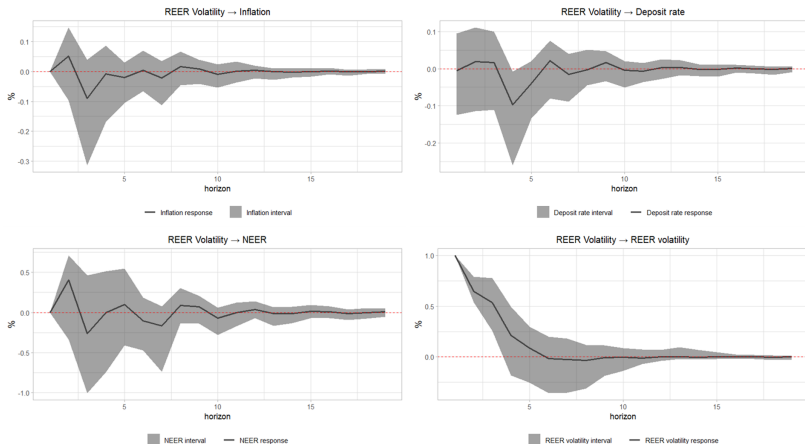 REER Volatility → Inflation
0.1
0.0
-0.1
-0.2
-0.3
%
5
10
15
horizon
Inflation response
Inflation interval
REER Volatility → Deposit rate
0.1
0.0
-0.1
-0.2
%
5
10
15
horizon
Deposit rate interval
Deposit rate response
REER Volatility → NEER
0.5
0.0
-0.5
-1.0
%
5
10
15
horizon
NEER interval
NEER response
REER Volatility → REER volatility
1.0
0.5
0.0
%
5
10
15
horizon
REER volatility interval
REER volatility response